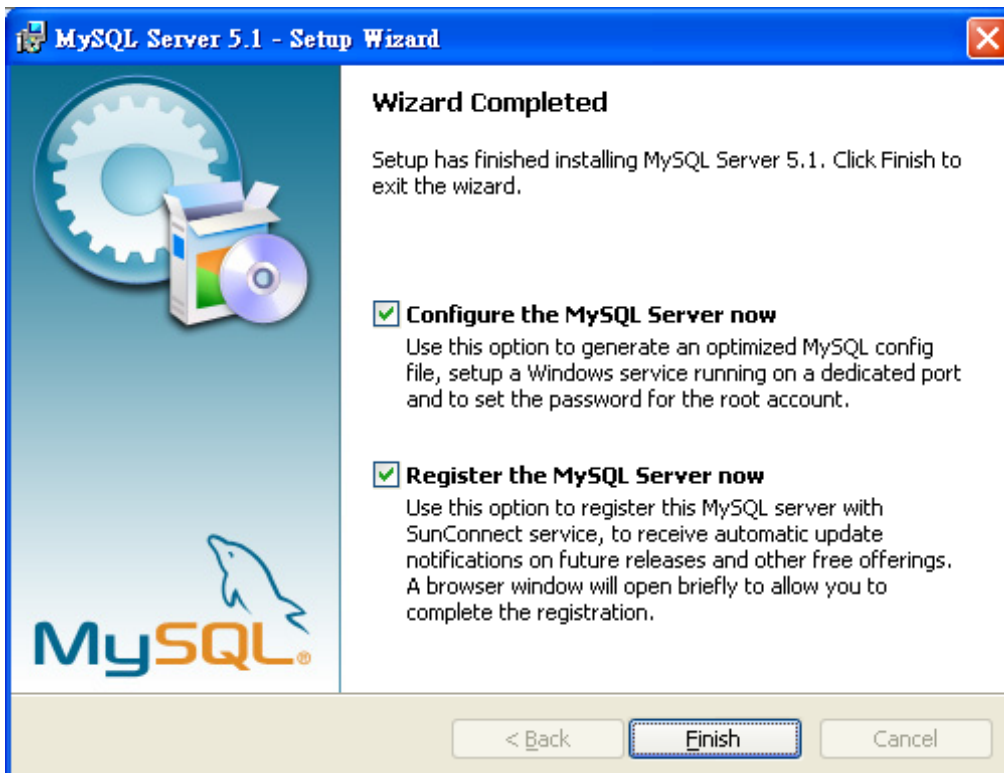 MySQL Server 5.1 - Setup Wizard
Wizard Completed
Setup has finished installing MySQL Server 5.1. Click Finish to
exit the wizard.
Configure the MySQL Server now
Use this option to generate an optimized MySQL config
file, setup a Windows service running on a dedicated port
and to set the password for the root account.
Register the MySQL Server now
Use this option to register this MySQL server with
SunConnect service, to receive automatic update
notifications on future releases and other free offerings.
A browser window will open briefly to allow you to
complete the registration.
MySQL®
< Back
Finish
Cancel